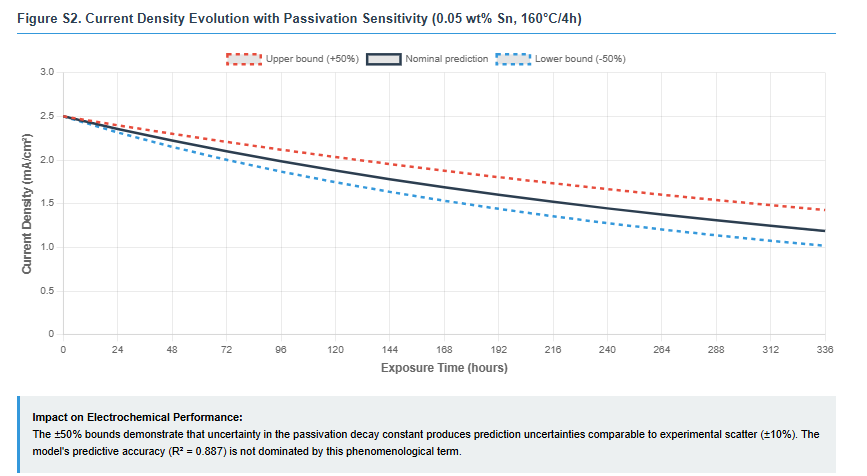 Figure S2. Current Density Evolution with Passivation Sensitivity (0.05 wt% Sn, 160°C/4h)
Upper bound (+50%) Nominal prediction Lower bound (-50%)
3.0
2.5
2.0
1.5
1.0
0.5
0
Current Density (mA/cm²)
0 24 48 72 96 120 144 168 192 216 240 264 288 312 336
Exposure Time (hours)
Impact on Electrochemical Performance:
The ±50% bounds demonstrate that uncertainty in the passivation decay constant produces prediction uncertainties comparable to experimental scatter (±10%). The
model's predictive accuracy (R² = 0.887) is not dominated by this phenomenological term.